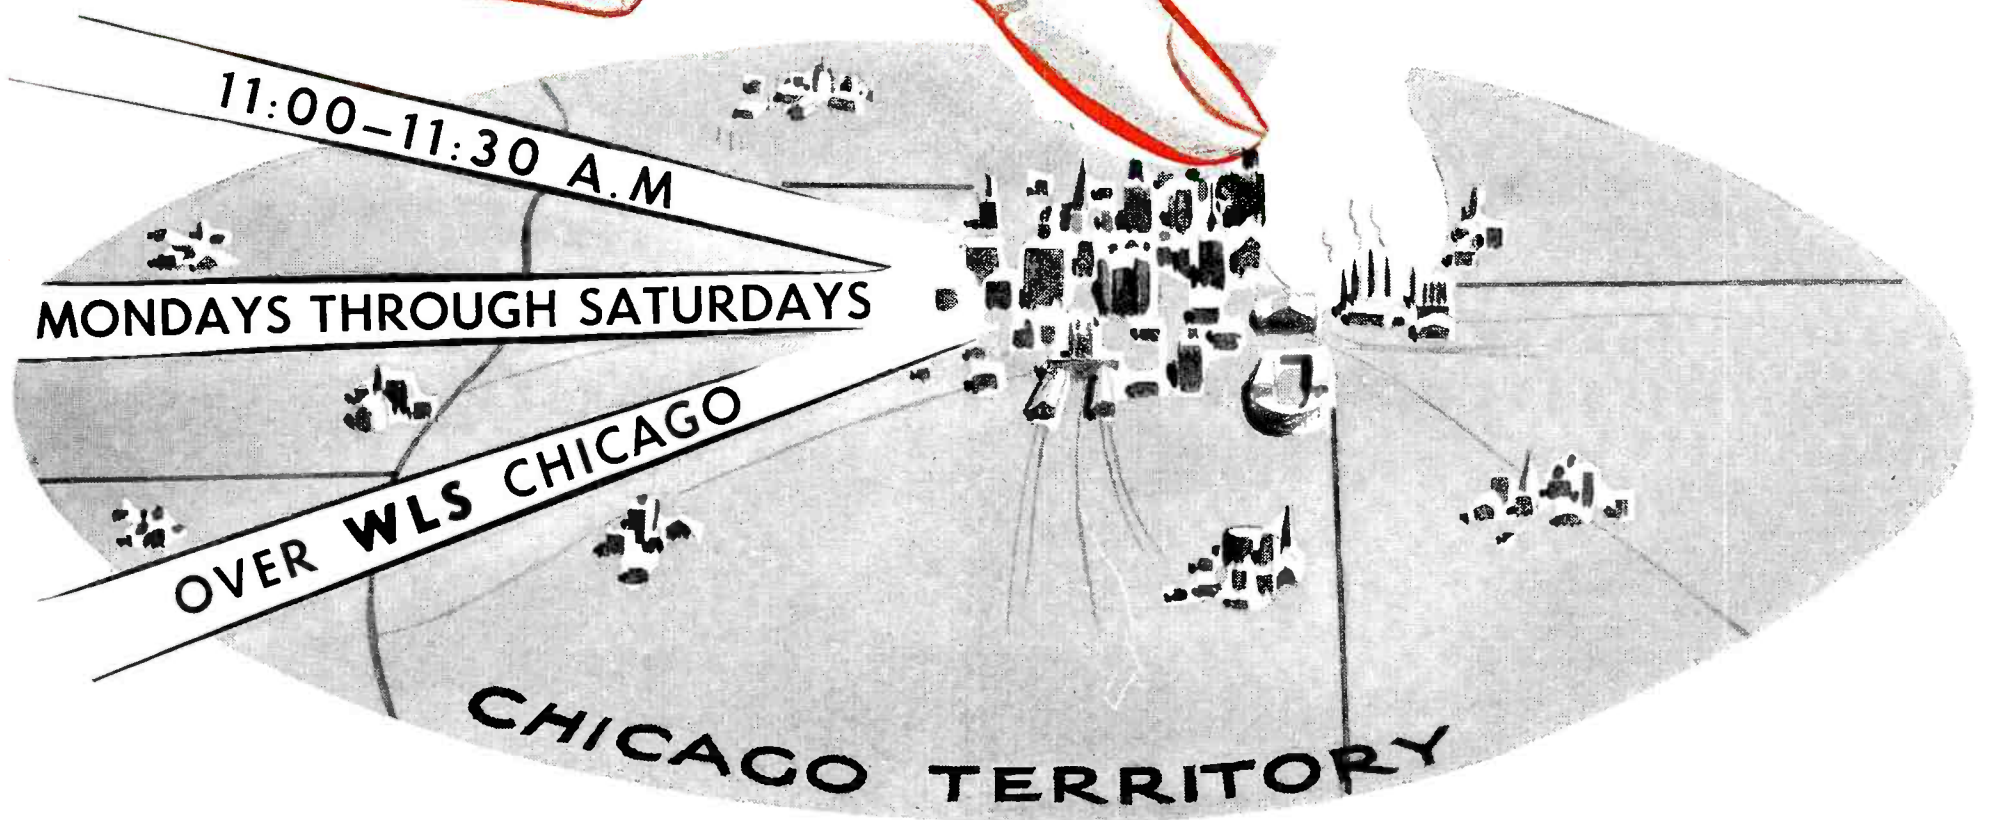 11:00–11:30 A.M
MONDAYS THROUGH SATURDAYS
OVER WLS CHICAGO
CHICAGO TERRITORY